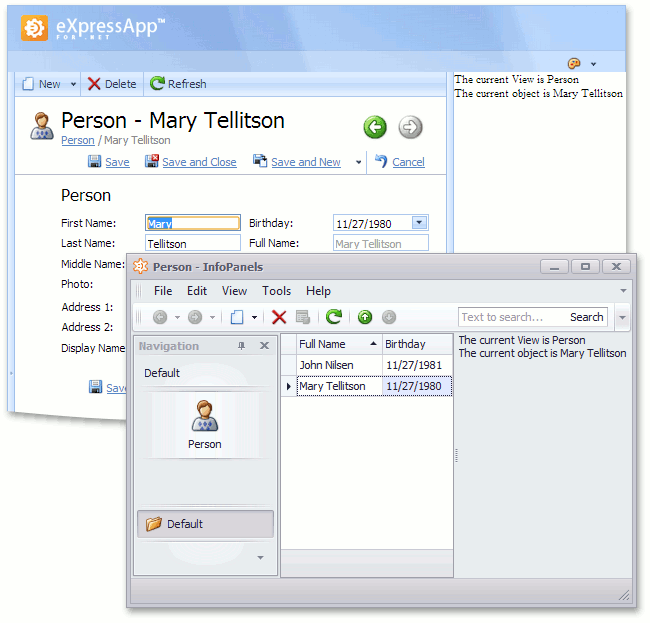 eXpressApp™
FOR .NET
New Delete Refresh
The current View is Person
The current object is Mary Tellitson
Person - Mary Tellitson
Person / Mary Tellitson
Save Save and Close Save and New Cancel
Person
First Name: Mary Birthday: 11/27/1980
Last Name: Tellitson Full Name: Mary Tellitson
Middle Name:
Photo:
Address 1:
Address 2:
Display Name
Save
Person - InfoPanels
File Edit View Tools Help
Text to search... Search
Navigation
Default
Person
Default
Full Name Birthday
John Nilsen 11/27/1981
Mary Tellitson 11/27/1980
The current View is Person
The current object is Mary Tellitson